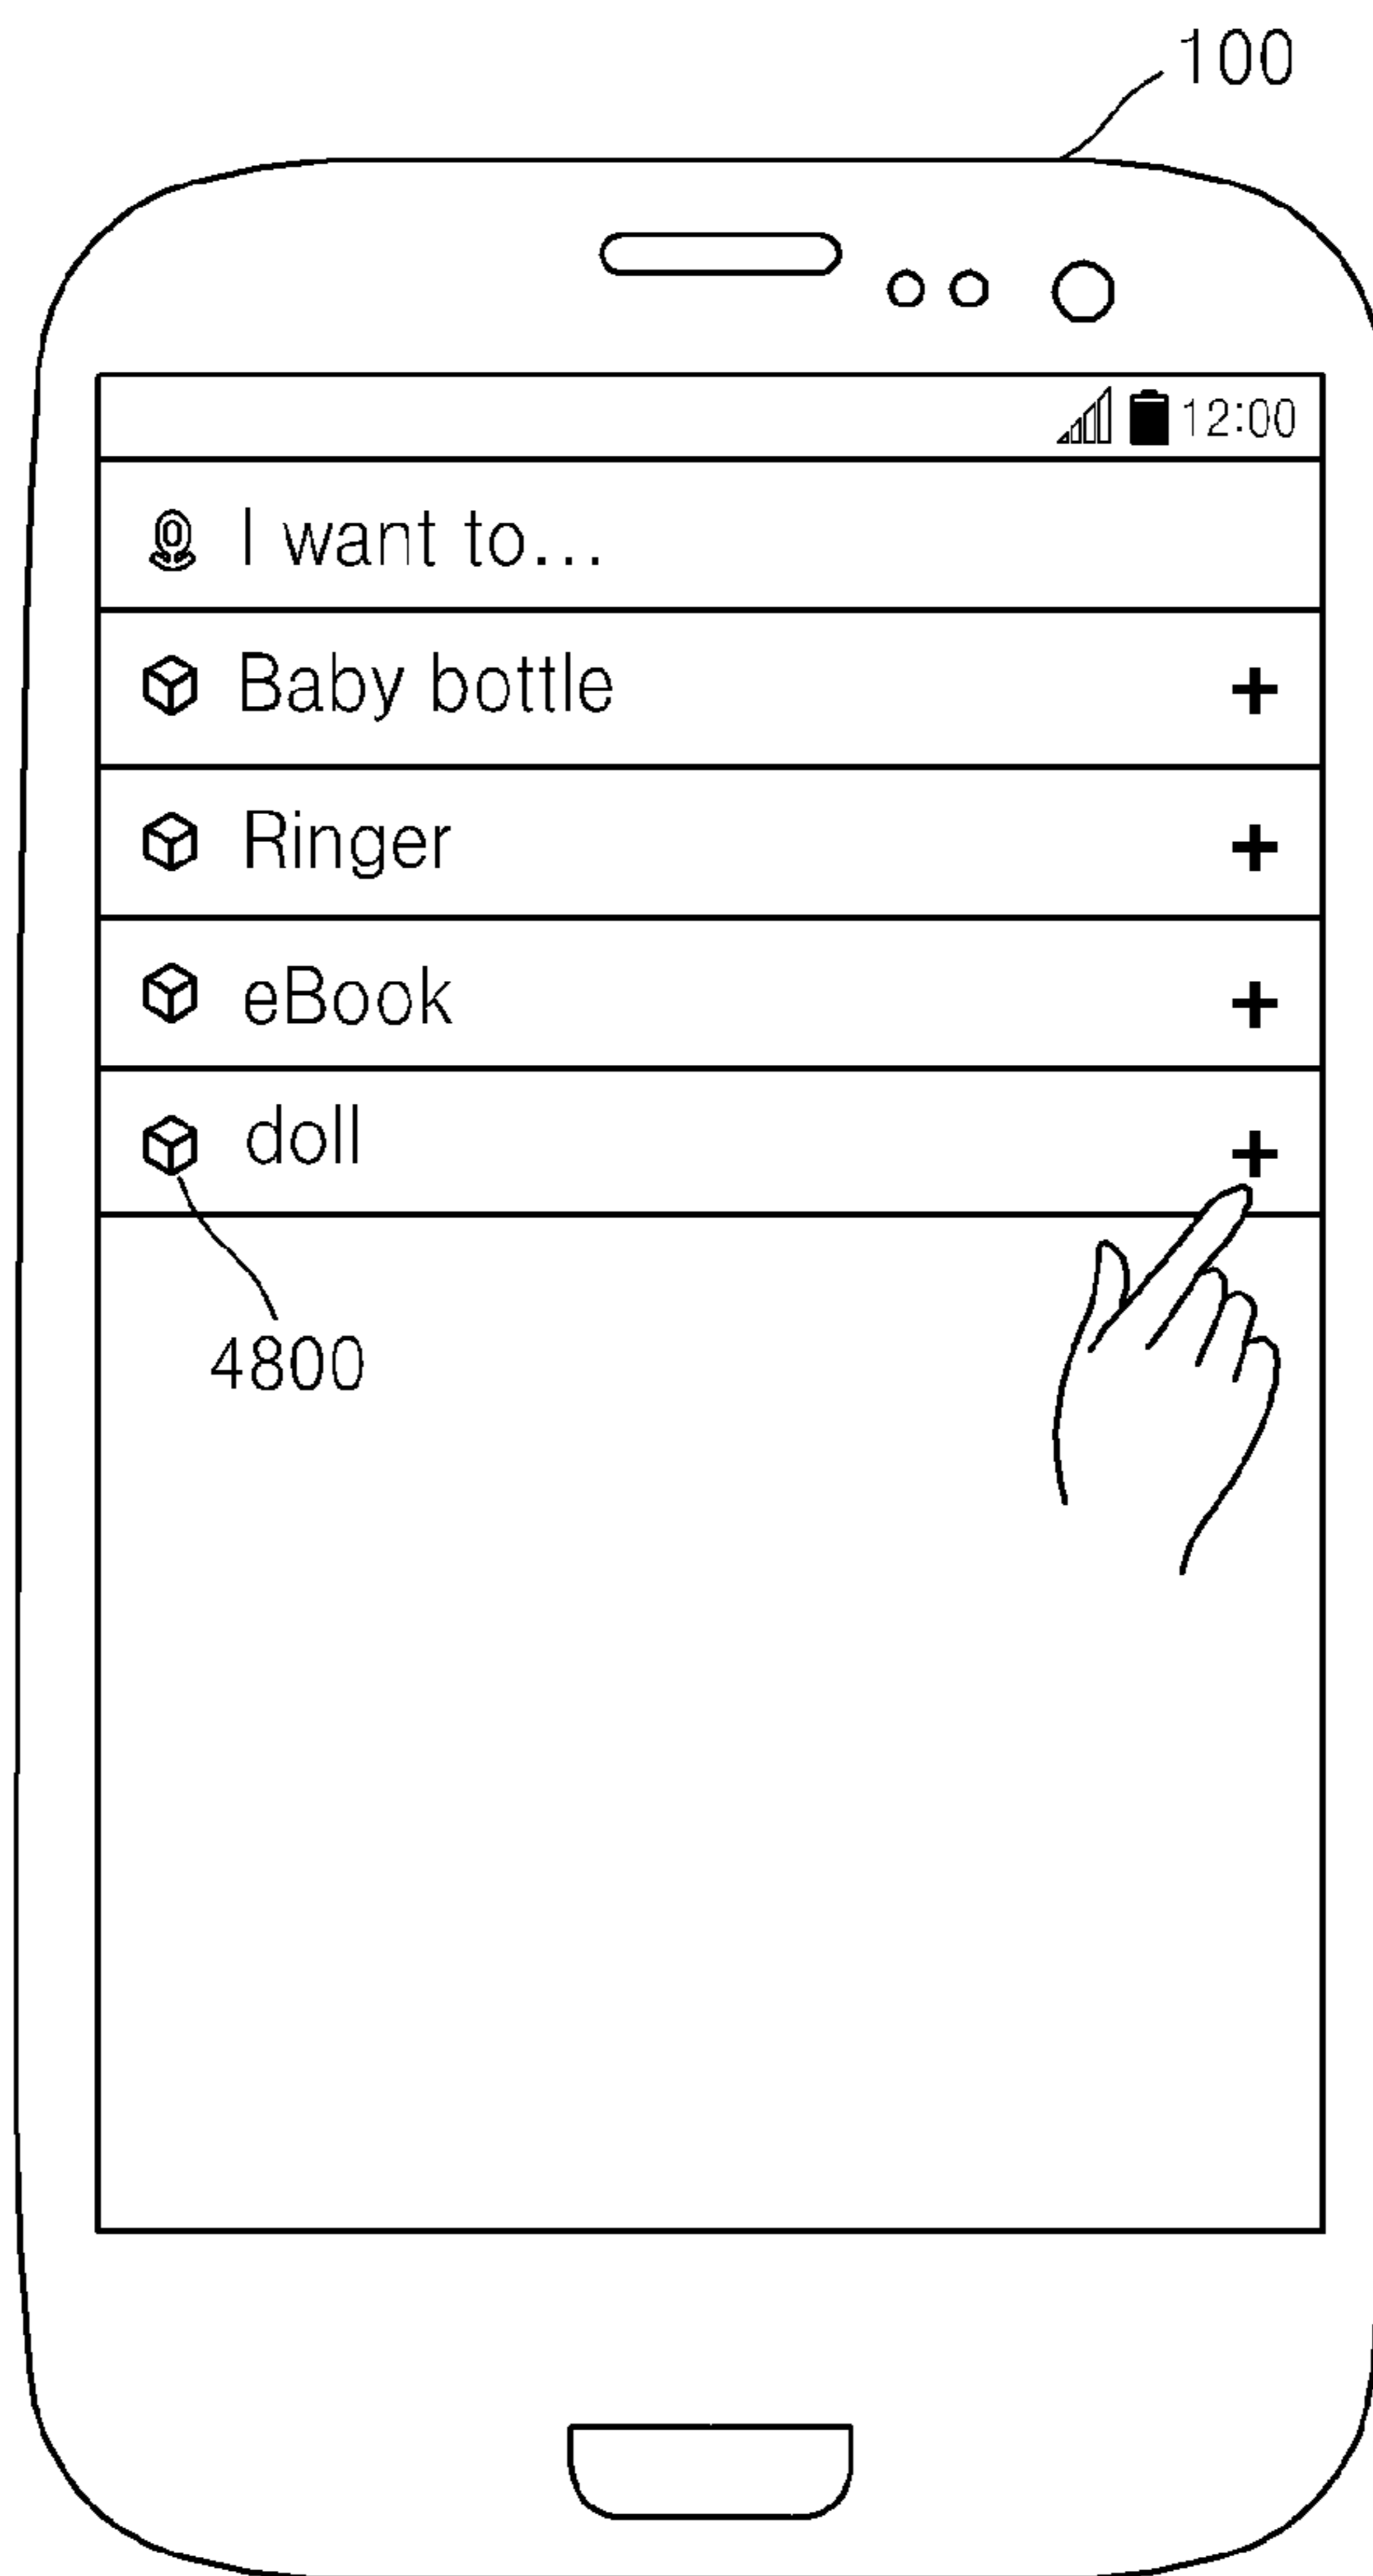 100
12:00
I want to...
Baby bottle +
Ringer +
eBook +
doll +
4800